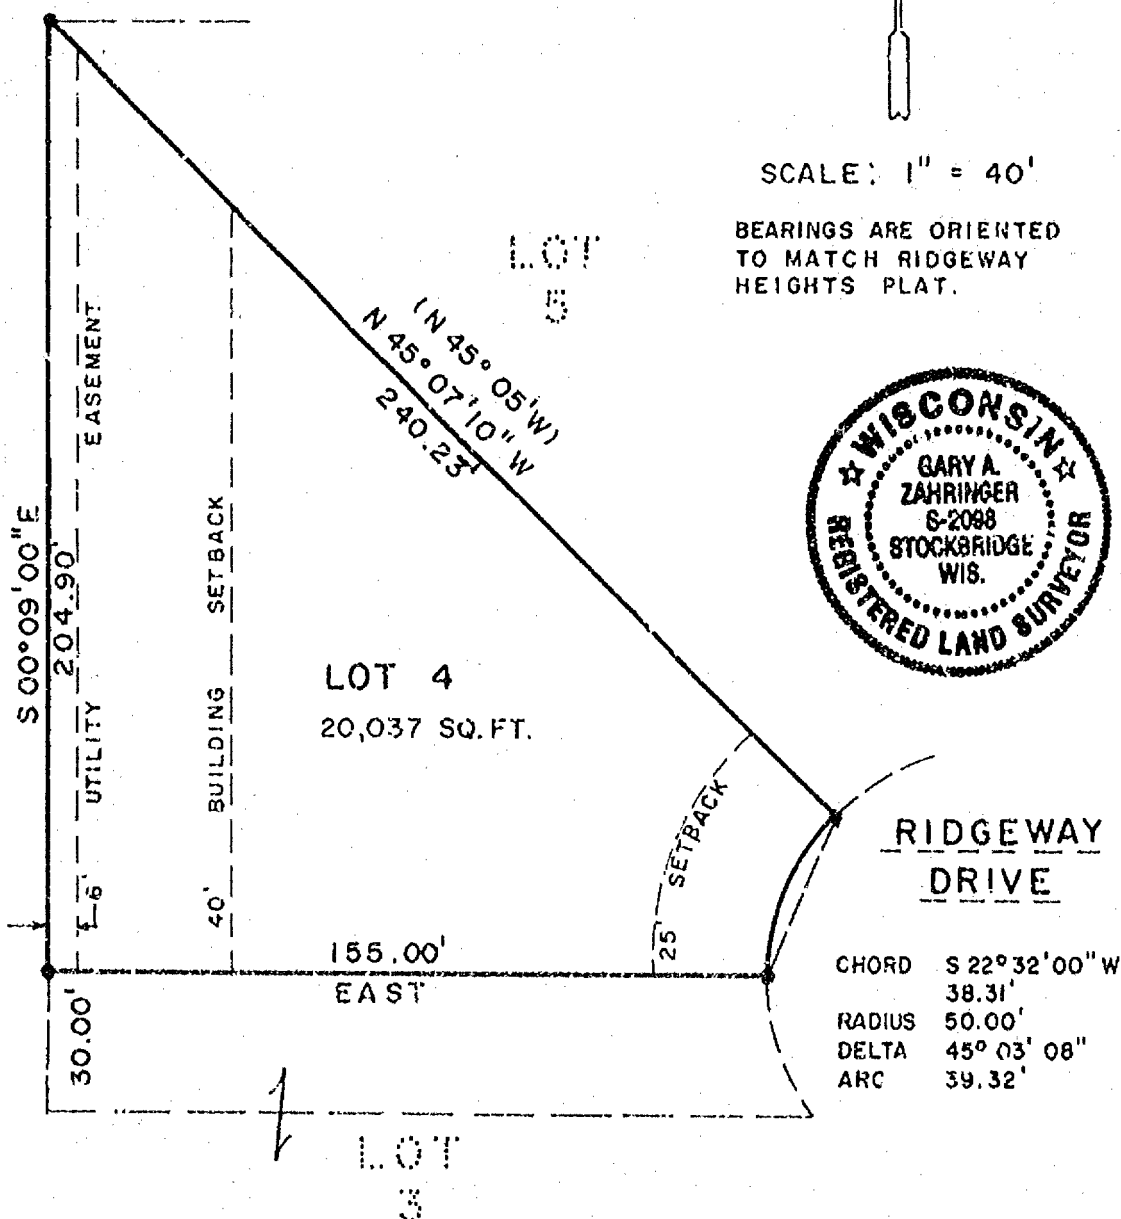 SCALE: 1" = 40'
BEARINGS ARE ORIENTED
TO MATCH RIDGEWAY
HEIGHTS PLAT.
LOT
5
(N 45° 05' W)
N 45° 07' 10" W
240.23'
WISCONSIN
GARY A.
ZAHRINGER
S-2098
STOCKBRIDGE
WIS.
REGISTERED LAND SURVEYOR
S 00° 09' 00" E
204.90'
UTILITY EASEMENT
6'
40' BUILDING SETBACK
LOT 4
20,037 SQ. FT.
25' SETBACK
RIDGEWAY
DRIVE
155.00'
EAST
30.00'
CHORD S 22° 32' 00" W
38.31'
RADIUS 50.00'
DELTA 45° 03' 08"
ARC 39.32'
LOT
3